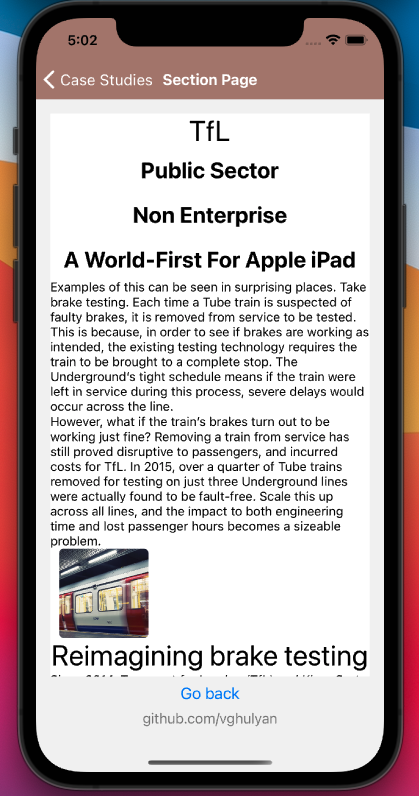 5:02
Case Studies Section Page
TfL
Public Sector
Non Enterprise
A World-First For Apple iPad
Examples of this can be seen in surprising places. Take
brake testing. Each time a Tube train is suspected of
faulty brakes, it is removed from service to be tested.
This is because, in order to see if brakes are working as
intended, the existing testing technology requires the
train to be brought to a complete stop. The
Underground's tight schedule means if the train were
left in service during this process, severe delays would
occur across the line.
However, what if the train's brakes turn out to be
working just fine? Removing a train from service has
still proved disruptive to passengers, and incurred
costs for TfL. In 2015, over a quarter of Tube trains
removed for testing on just three Underground lines
were actually found to be fault-free. Scale this up
across all lines, and the impact to both engineering
time and lost passenger hours becomes a sizeable
problem.
Reimagining brake testing
Go back
github.com/vghulyan